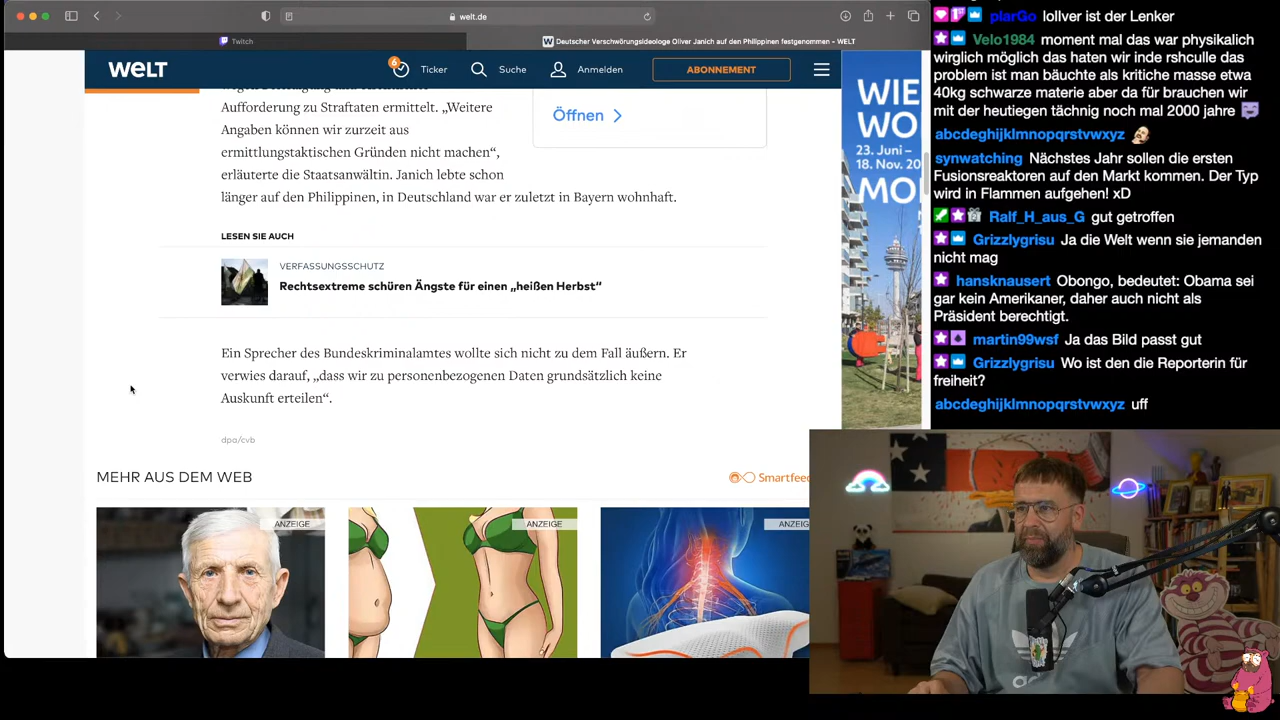 welt.de
Twitch
Deutscher Verschwörungsideologe Oliver Janich auf den Philippinen festgenommen - WELT
WELT
6
Ticker
Suche
Anmelden
ABONNEMENT
Aufforderung zu Straftaten ermittelt. „Weitere
Angaben können wir zurzeit aus
ermittlungstaktischen Gründen nicht machen“,
erläuterte die Staatsanwältin. Janich lebte schon
länger auf den Philippinen, in Deutschland war er zuletzt in Bayern wohnhaft.
Öffnen
LESEN SIE AUCH
VERFASSUNGSSCHUTZ
Rechtsextreme schüren Ängste für einen „heißen Herbst“
Ein Sprecher des Bundeskriminalamtes wollte sich nicht zu dem Fall äußern. Er
verwies darauf, „dass wir zu personenbezogenen Daten grundsätzlich keine
Auskunft erteilen“.
dpa/cvb
MEHR AUS DEM WEB
Smartfeed
ANZEIGE
ANZEIGE
ANZEIGE
WIE
WO
23. Juni –
18. Nov. 20
MO
plarGo lollver ist der Lenker
Velo1984 moment mal das war physikalich
wirglich möglich das haten wir inde rshculle das
problem ist man bäuchte als kritiche masse etwa
40kg schwarze materie aber da für brauchen wir
mit der heutiegen tächnig noch mal 2000 jahre
abcdeghijklmnopqrstvwxyz
synwatching Nächstes Jahr sollen die ersten
Fusionsreaktoren auf den Markt kommen. Der Typ
wird in Flammen aufgehen! xD
Ralf_H_aus_G gut getroffen
Grizzlygrisu Ja die Welt wenn sie jemanden
nicht mag
hansknausert Obongo, bedeutet: Obama sei
gar kein Amerikaner, daher auch nicht als
Präsident berechtigt.
martin99wsf Ja das Bild passt gut
Grizzlygrisu Wo ist den die Reporterin für
freiheit?
abcdeghijklmnopqrstvwxyz uff